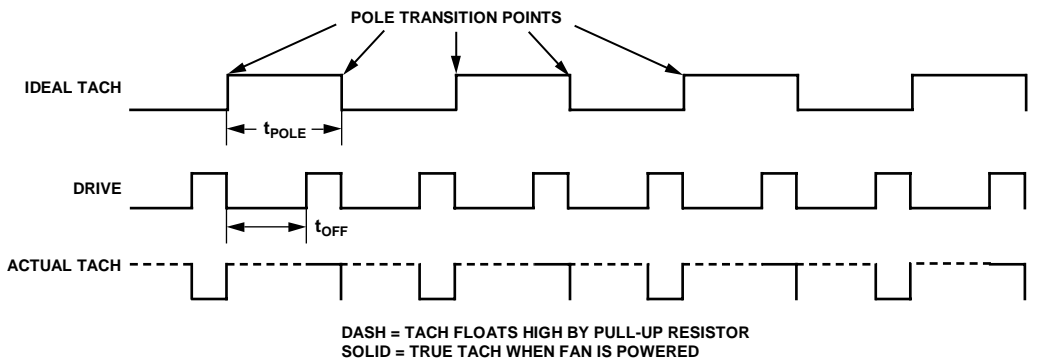 POLE TRANSITION POINTS
IDEAL TACH
tPOLE
DRIVE
tOFF
ACTUAL TACH
DASH = TACH FLOATS HIGH BY PULL-UP RESISTOR
SOLID = TRUE TACH WHEN FAN IS POWERED